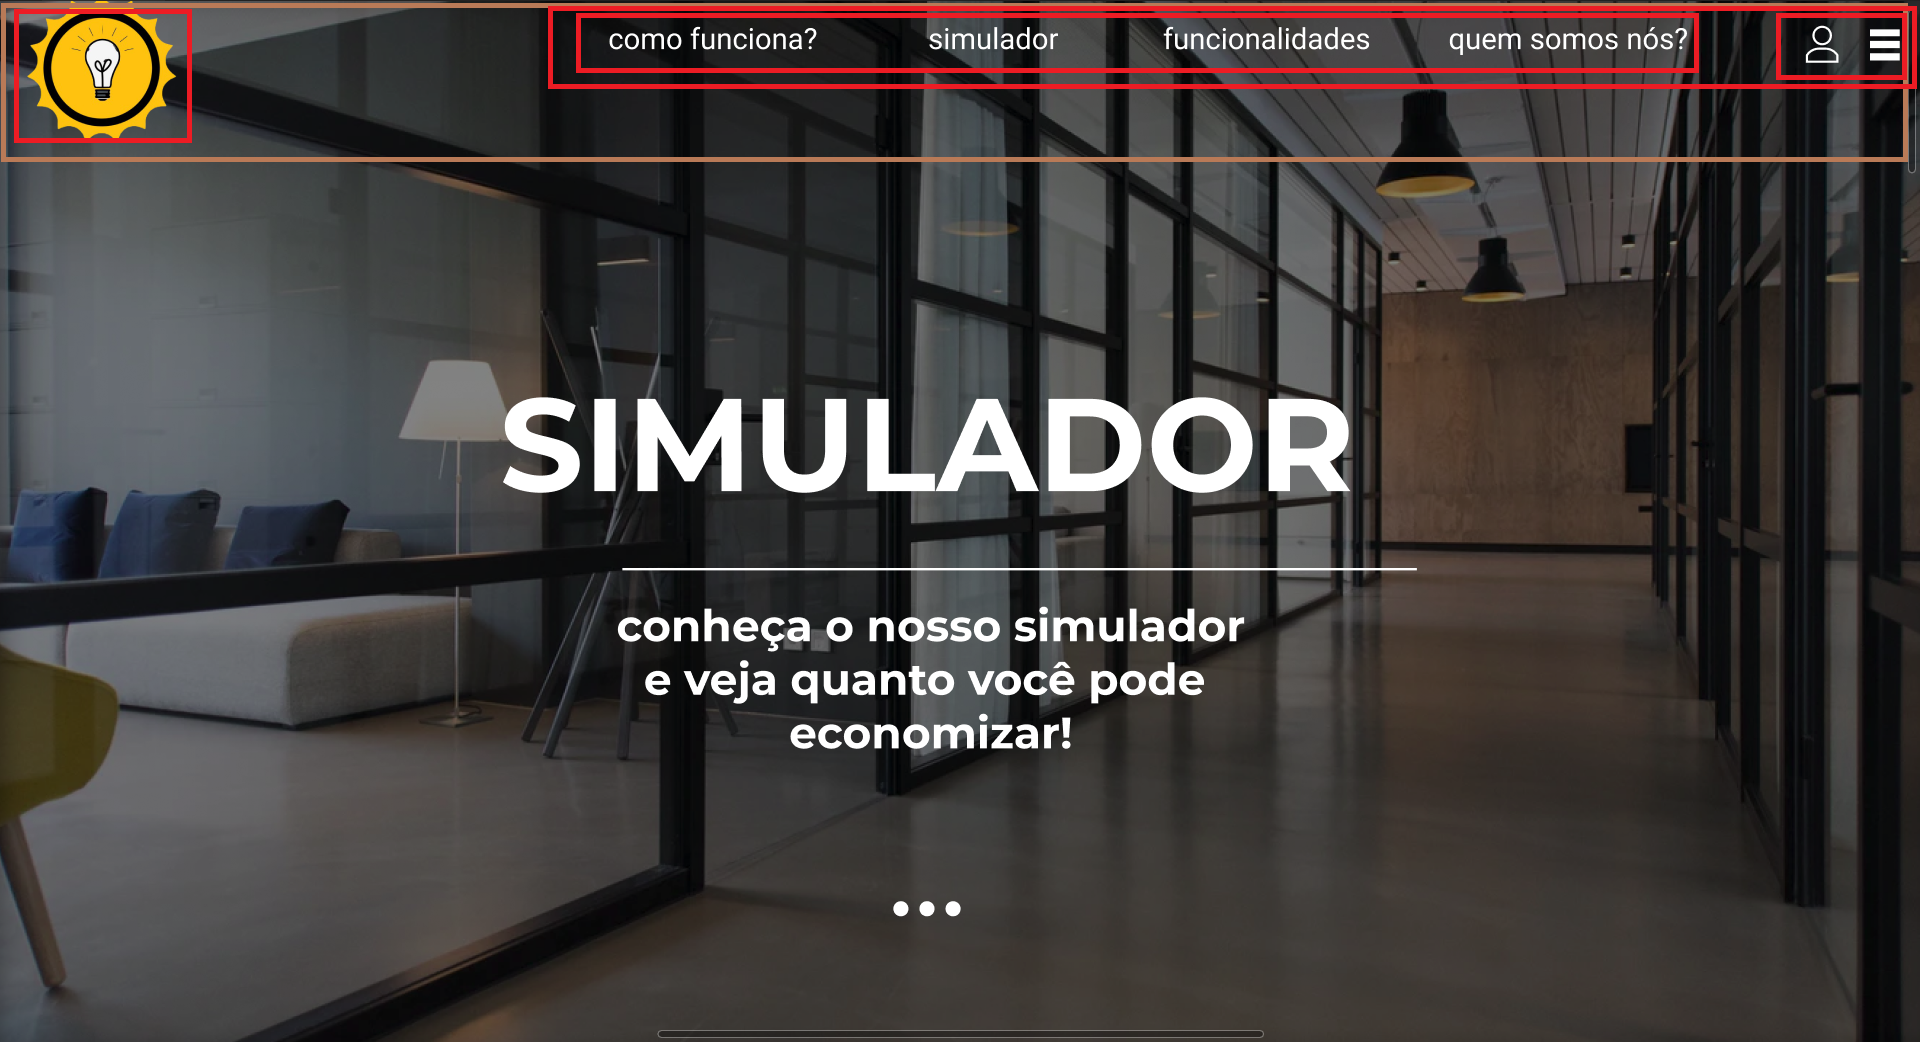 como funciona? simulador funcionalidades quem somos nós?
SIMULADOR
conheça o nosso simulador
e veja quanto você pode
economizar!